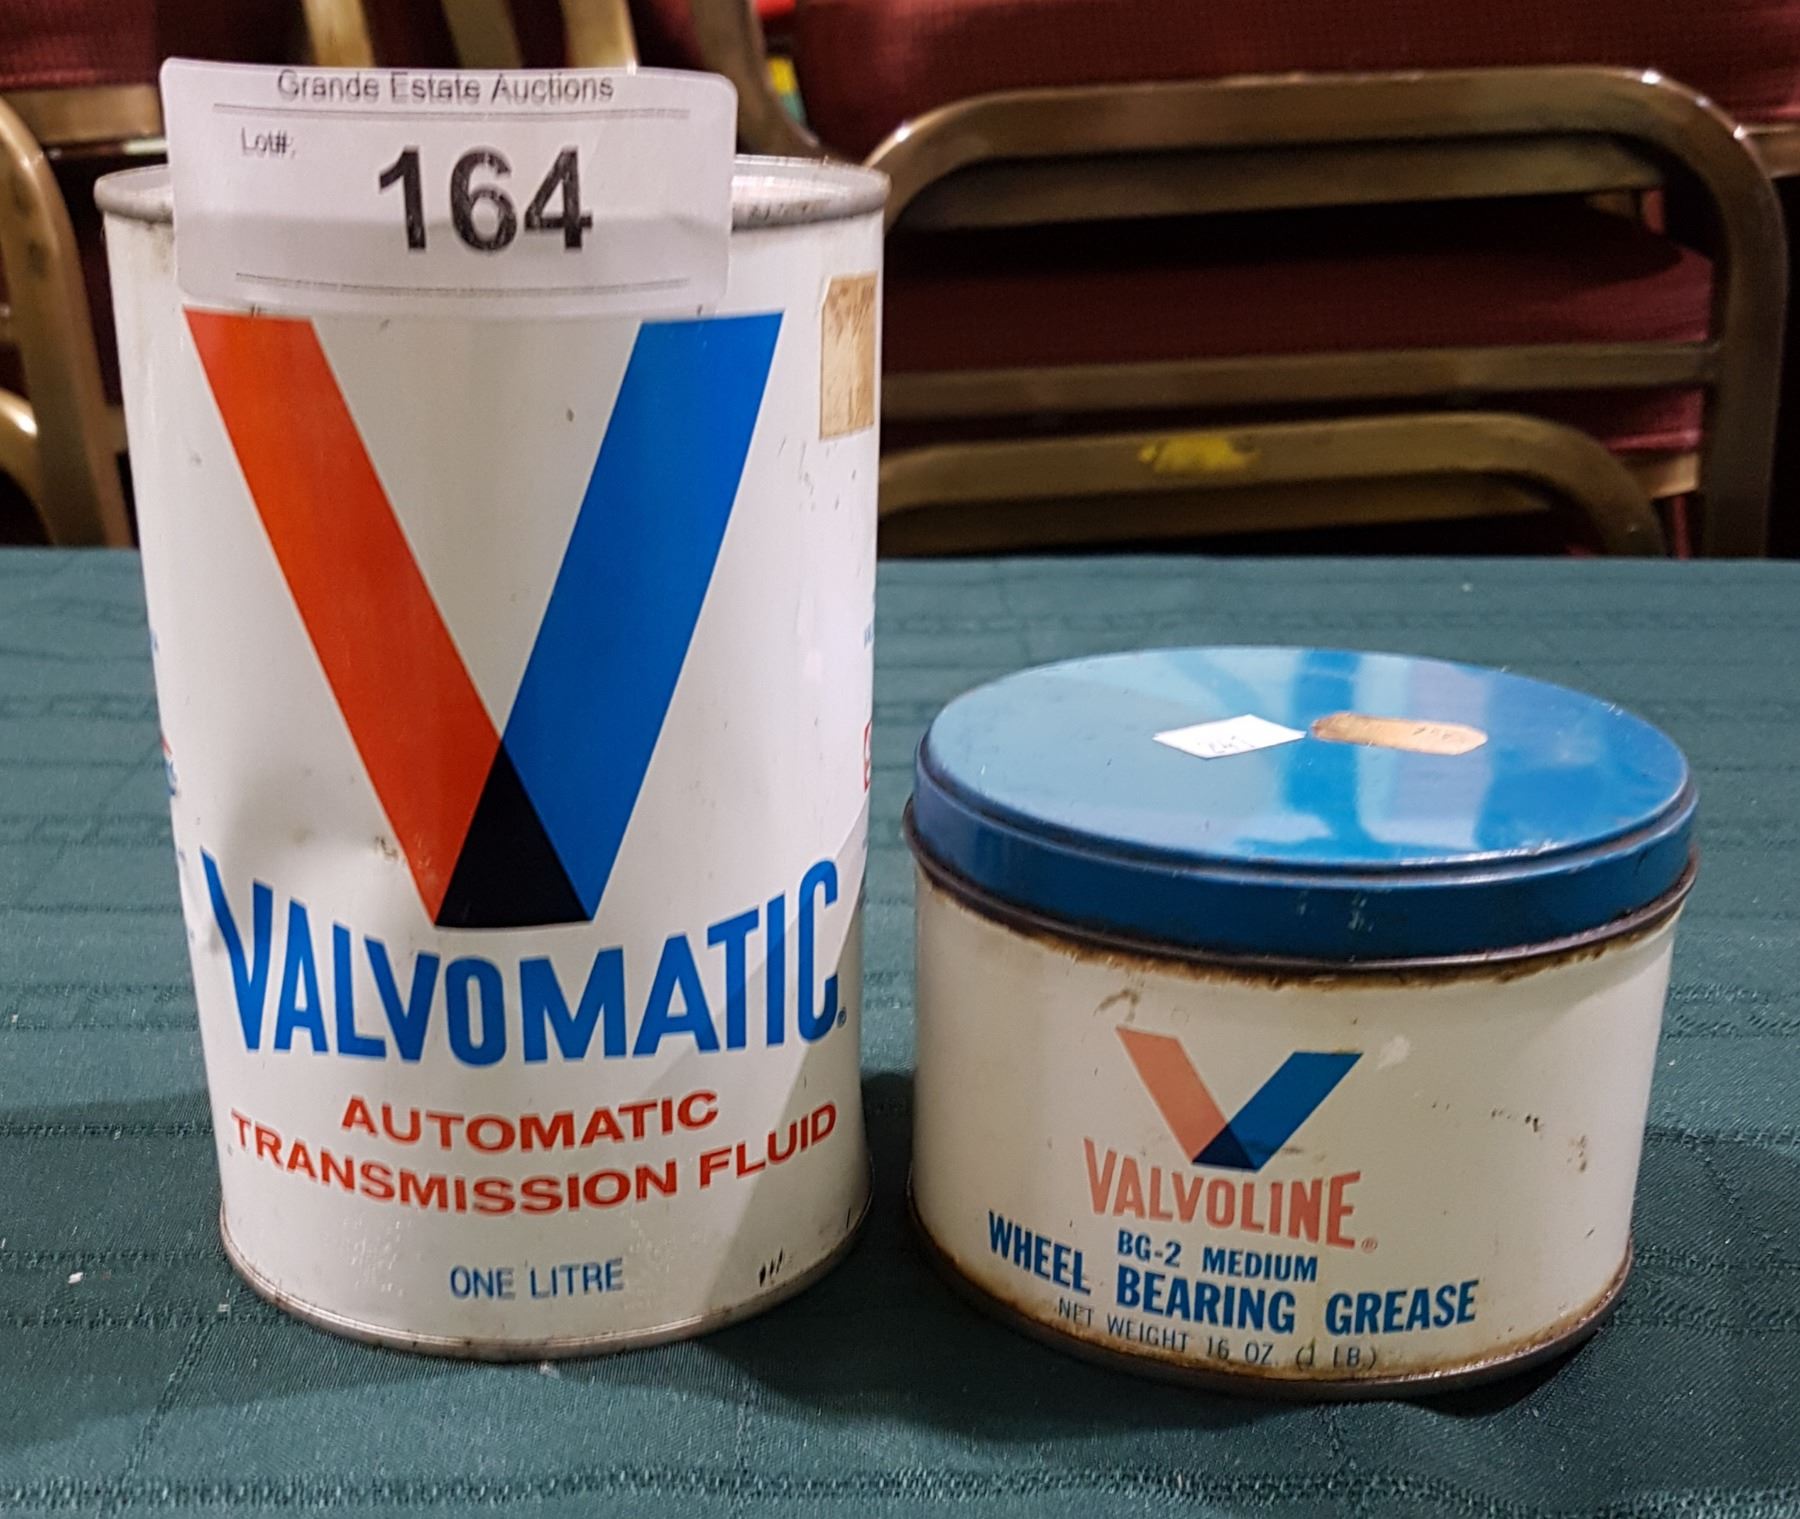 Grande Estate Auctions
Lot#:
164
VALVOMATIC®
AUTOMATIC
TRANSMISSION FLUID
ONE LITRE
VALVOLINE®
BG-2 MEDIUM
WHEEL BEARING GREASE
NET WEIGHT 16 OZ. (1 LB.)